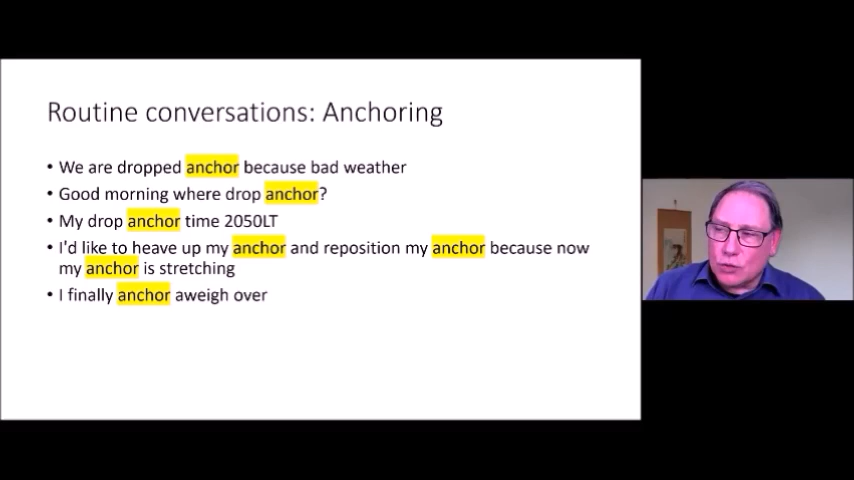 Routine conversations: Anchoring
• We are dropped anchor because bad weather
• Good morning where drop anchor?
• My drop anchor time 2050LT
• I'd like to heave up my anchor and reposition my anchor because now
my anchor is stretching
• I finally anchor aweigh over